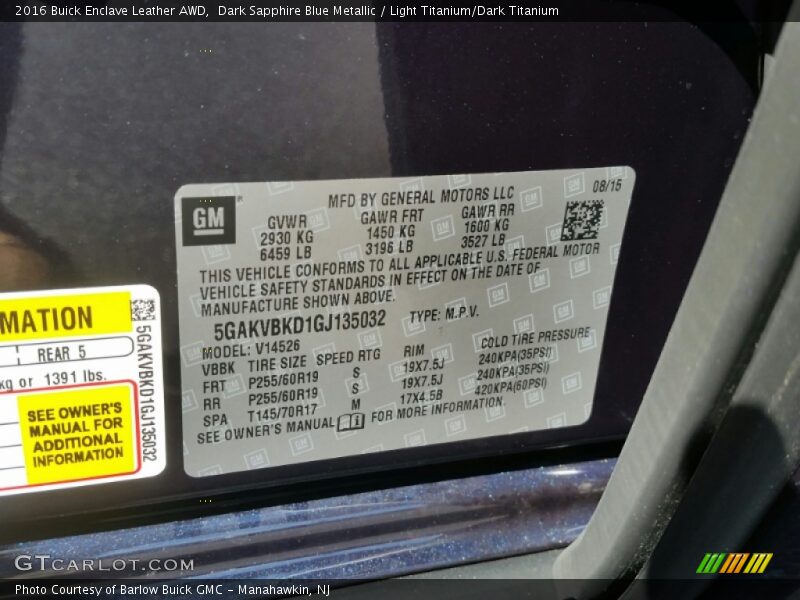 2016 Buick Enclave Leather AWD, Dark Sapphire Blue Metallic / Light Titanium/Dark Titanium
GM
MFD BY GENERAL MOTORS LLC 08/15
GVWR GAWR FRT GAWR RR
2930 KG 1450 KG 1600 KG
6459 LB 3196 LB 3527 LB
THIS VEHICLE CONFORMS TO ALL APPLICABLE U.S. FEDERAL MOTOR
VEHICLE SAFETY STANDARDS IN EFFECT ON THE DATE OF
MANUFACTURE SHOWN ABOVE.
5GAKVBKD1GJ135032 TYPE: M.P.V.
MODEL: V14526
VBBK TIRE SIZE SPEED RTG RIM COLD TIRE PRESSURE
FRT P255/60R19 S 19X7.5J 240KPA(35PSI)
RR P255/60R19 S 19X7.5J 240KPA(35PSI)
SPA T145/70R17 M 17X4.5B 420KPA(60PSI)
SEE OWNER'S MANUAL i FOR MORE INFORMATION.
MATION
REAR 5
kg or 1391 lbs.
SEE OWNER'S
MANUAL FOR
ADDITIONAL
INFORMATION
5GAKVBKD1GJ135032
GTCARLOT.COM
Photo Courtesy of Barlow Buick GMC - Manahawkin, NJ